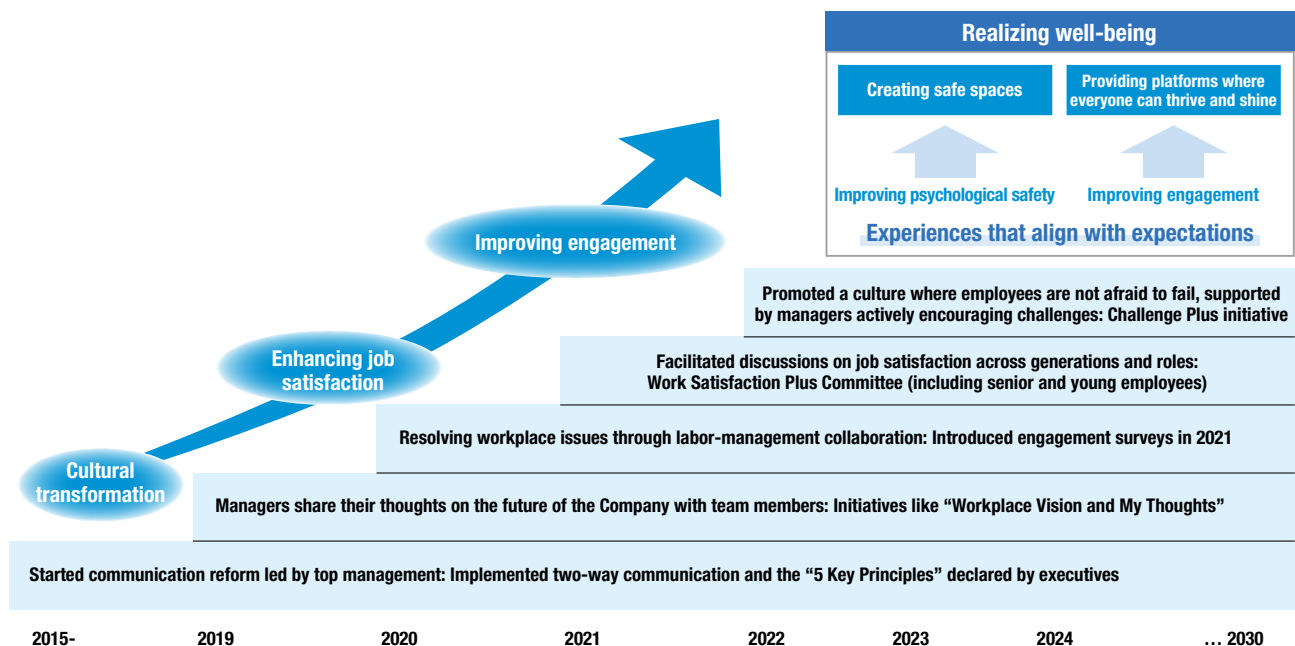 Realizing well-being
Creating safe spaces
Providing platforms where
everyone can thrive and shine
Improving psychological safety
Improving engagement
Experiences that align with expectations
Improving engagement
Enhancing job
satisfaction
Cultural
transformation
Promoted a culture where employees are not afraid to fail, supported
by managers actively encouraging challenges: Challenge Plus initiative
Facilitated discussions on job satisfaction across generations and roles:
Work Satisfaction Plus Committee (including senior and young employees)
Resolving workplace issues through labor-management collaboration: Introduced engagement surveys in 2021
Managers share their thoughts on the future of the Company with team members: Initiatives like “Workplace Vision and My Thoughts”
Started communication reform led by top management: Implemented two-way communication and the “5 Key Principles” declared by executives
2015- 2019 2020 2021 2022 2023 2024 … 2030